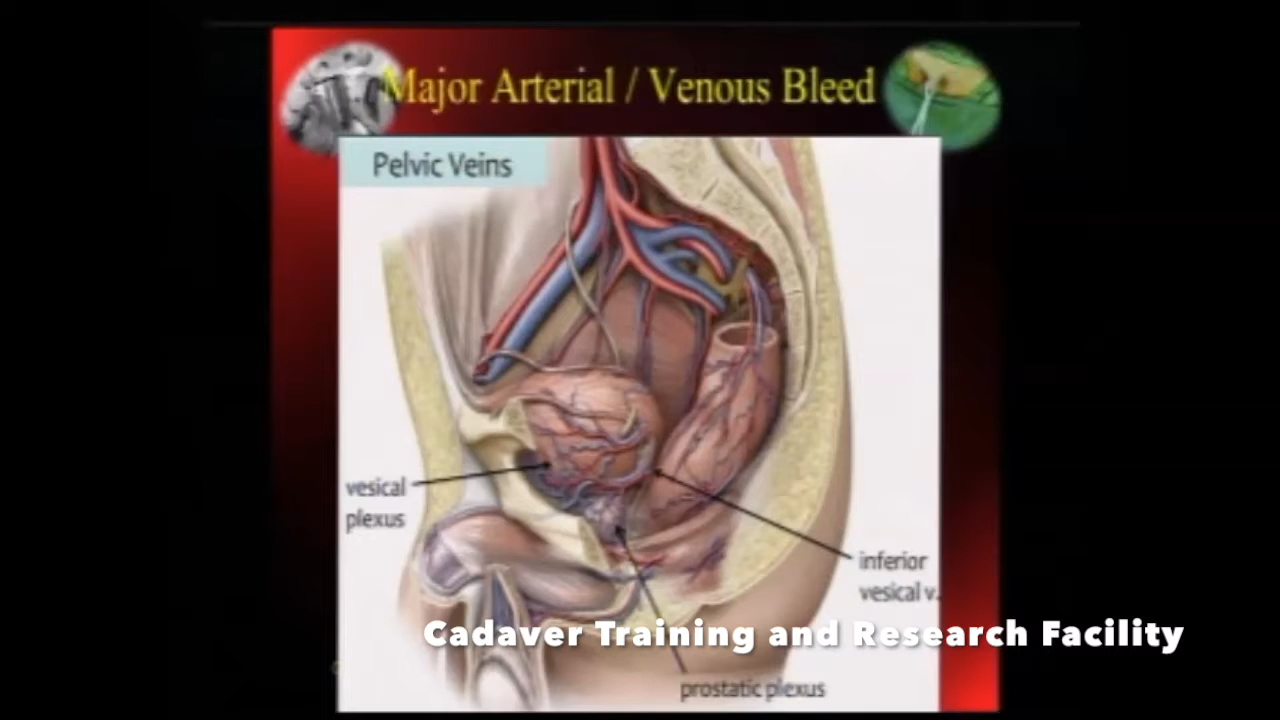 Major Arterial / Venous Bleed
Pelvic Veins
vesical
plexus
inferior
vesical v.
Cadaver Training and Research Facility
prostatic plexus